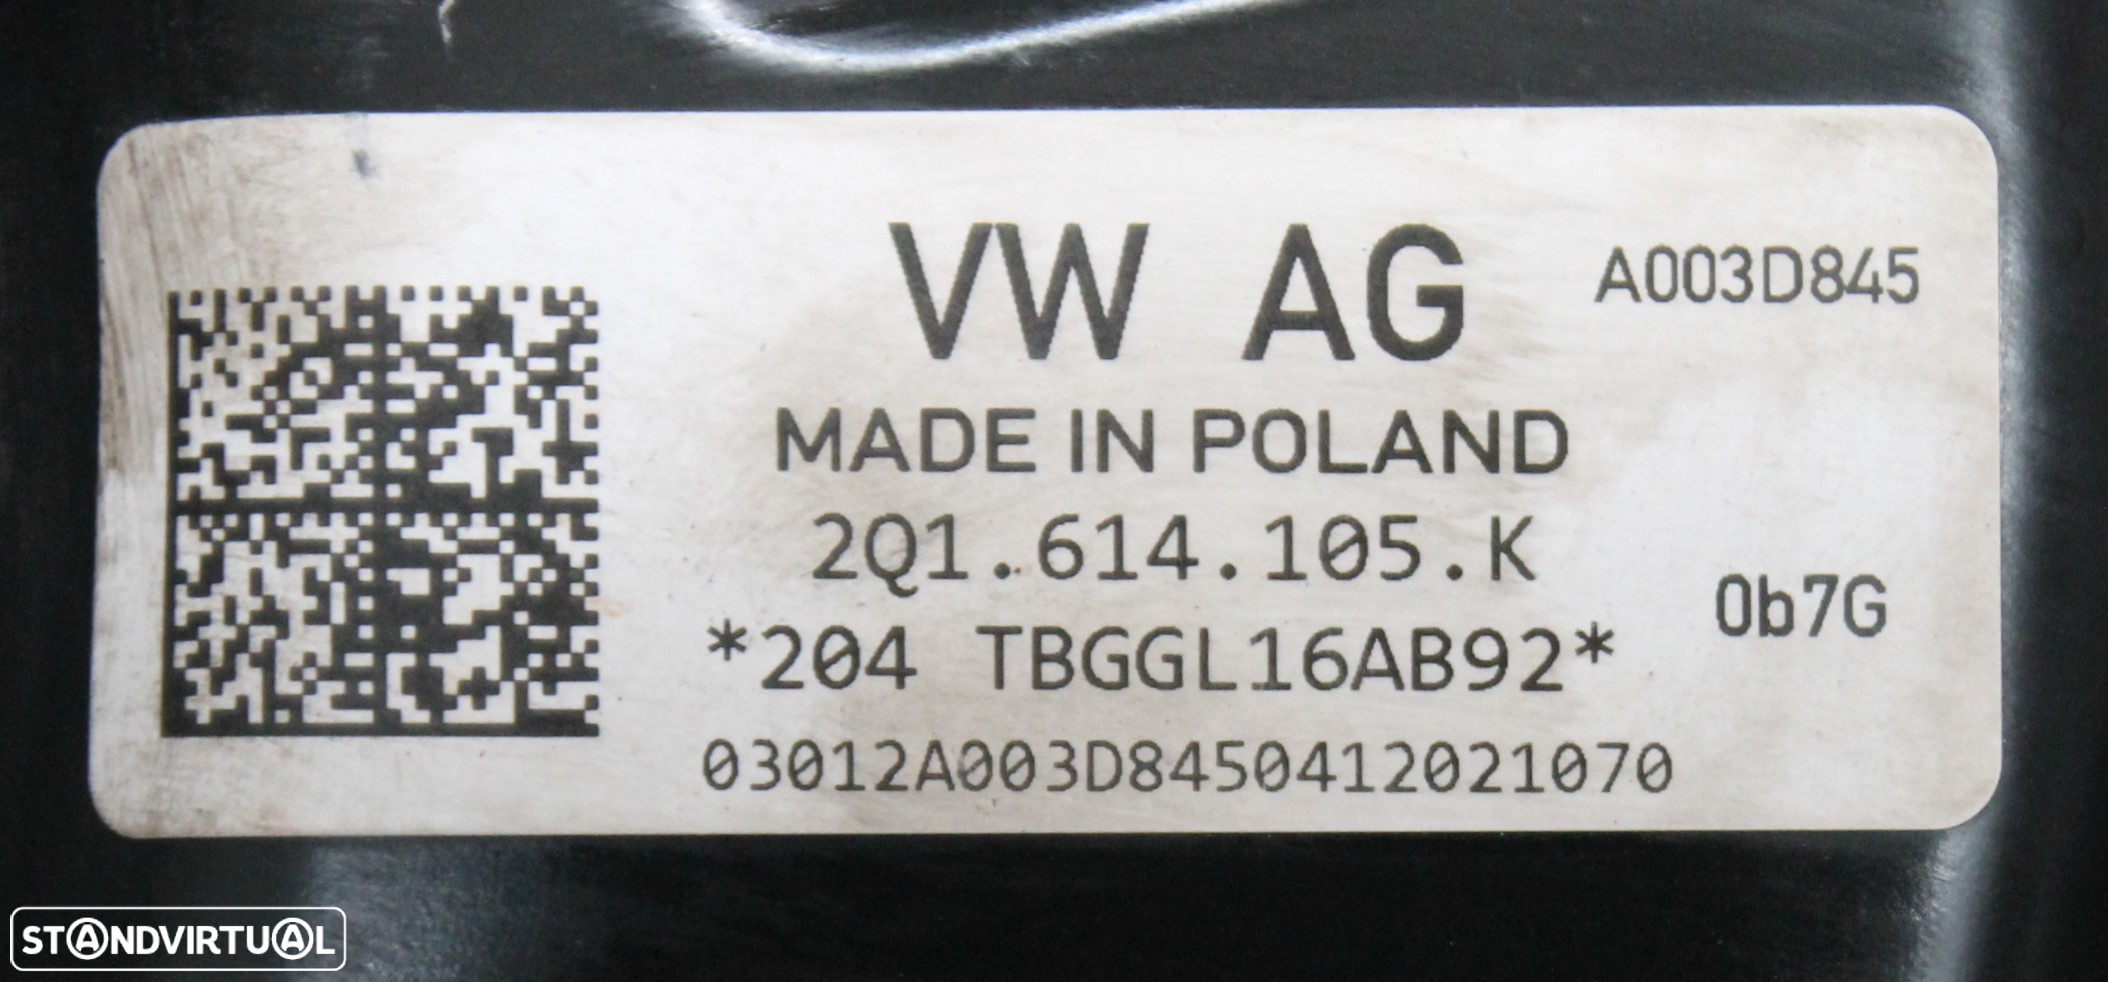 VW AG A003D845
MADE IN POLAND
2Q1.614.105.K
0b7G
*204 TBGGL16AB92*
03012A003D8450412021070
STANDVIRTUAL